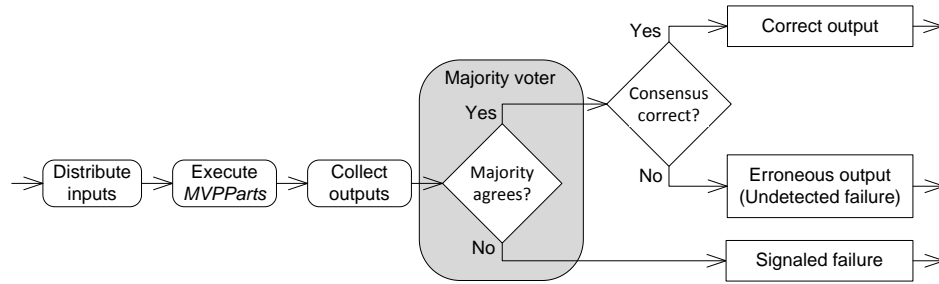 Distribute
inputs
Execute
MVPParts
Collect
outputs
Majority voter
Majority
agrees?
Yes
No
Consensus
correct?
Yes
No
Correct output
Erroneous output
(Undetected failure)
Signaled failure